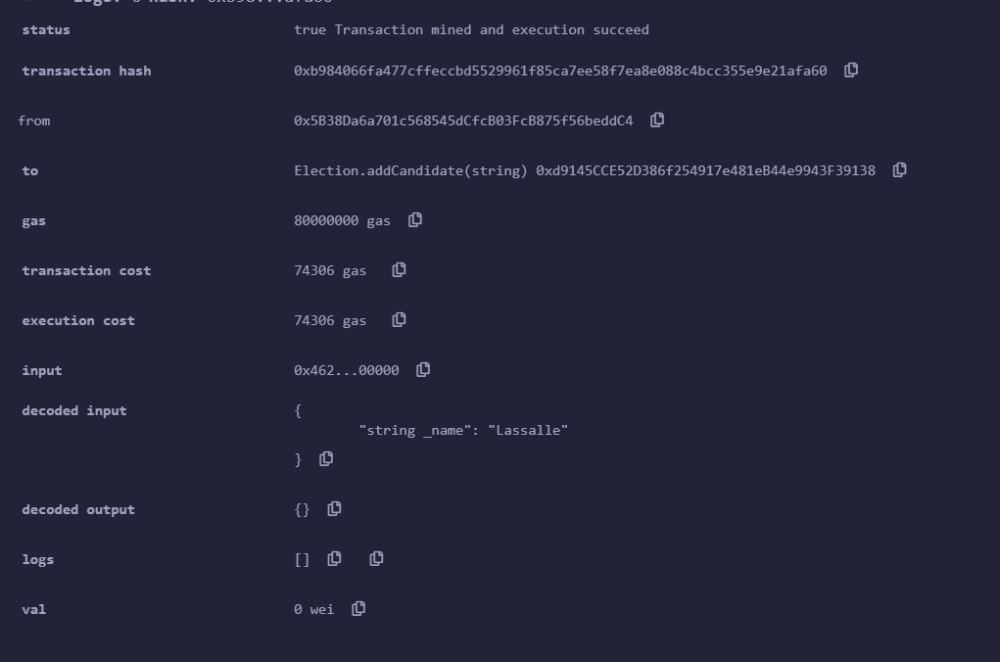 status true Transaction mined and execution succeed
transaction hash 0xb984066fa477cffeccbd5529961f85ca7ee58f7ea8e088c4bcc355e9e21afa60
from 0x5B38Da6a701c568545dCfcB03FcB875f56beddC4
to Election.addCandidate(string) 0xd9145CCE52D386f254917e481eB44e9943F39138
gas 80000000 gas
transaction cost 74306 gas
execution cost 74306 gas
input 0x462...00000
decoded input {
"string _name": "Lassalle"
}
decoded output {}
logs []
val 0 wei